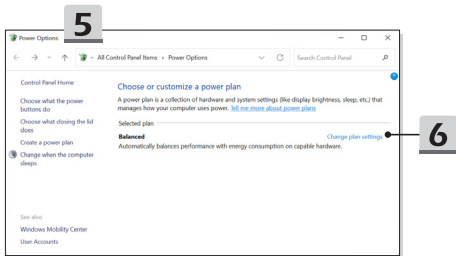 5
Power Options
All Control Panel Items > Power Options
Search Control Panel
Control Panel Home
Choose what the power
buttons do
Choose what closing the lid
does
Create a power plan
Change when the computer
sleeps
See also
Windows Mobility Center
User Accounts
Choose or customize a power plan
A power plan is a collection of hardware and system settings (like display brightness, sleep, etc.) that
manages how your computer uses power. Tell me more about power plans
Selected plan
Balanced
Change plan settings
Automatically balances performance with energy consumption on capable hardware.
6